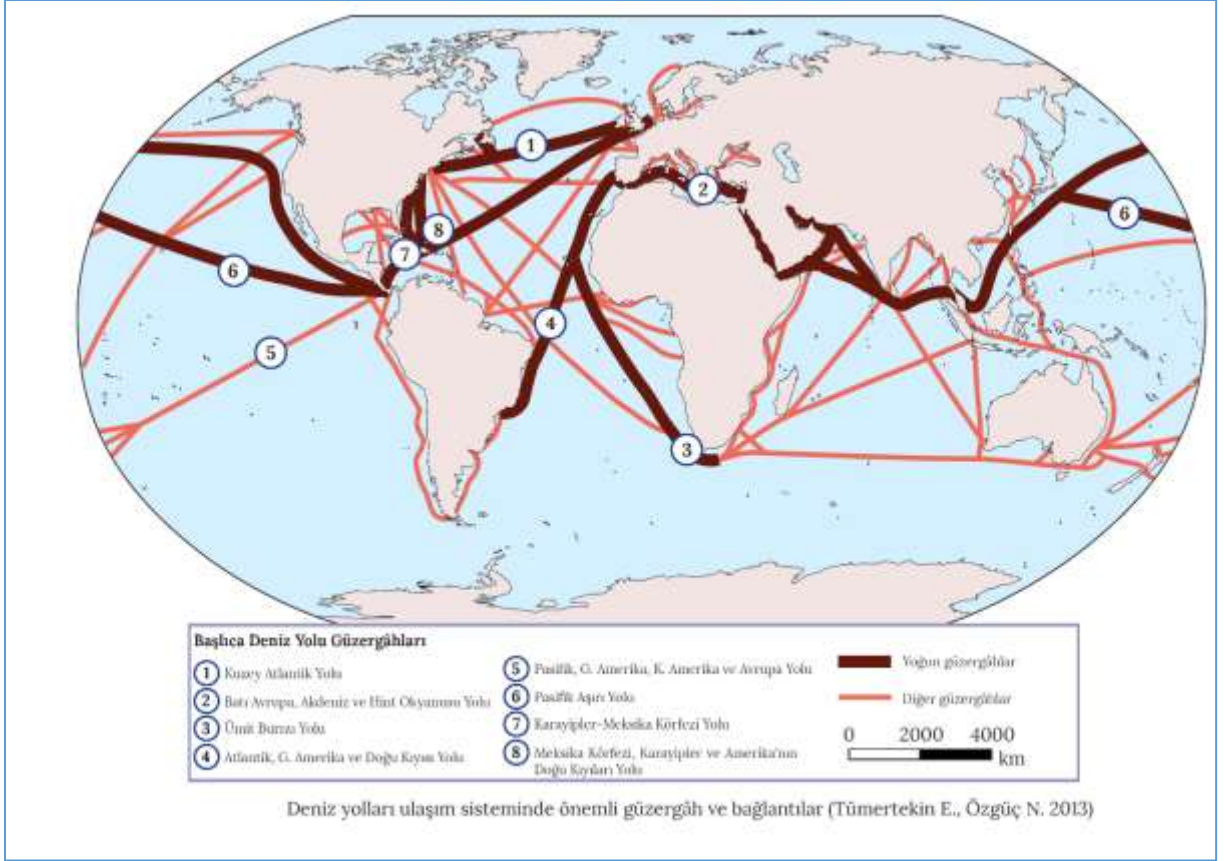 1
2
8
7
6
6
4
5
3
Başlıca Deniz Yolu Güzergâhları
1 Kuzey Atlantik Yolu
2 Batı Avrupa, Akdeniz ve Hint Okyanusu Yolu
3 Ümit Burnu Yolu
4 Atlantik, G. Amerika ve Doğu Kıyısı Yolu
5 Pasifik, G. Amerika, K. Amerika ve Avrupa Yolu
6 Pasifik Aşırı Yolu
7 Karayipler-Meksika Körfezi Yolu
8 Meksika Körfezi, Karayipler ve Amerika'nın
Doğu Kıyıları Yolu
Yoğun güzergâhlar
Diğer güzergâhlar
0 2000 4000
km
Deniz yolları ulaşım sisteminde önemli güzergâh ve bağlantılar (Tümertekin E., Özgüç N. 2013)